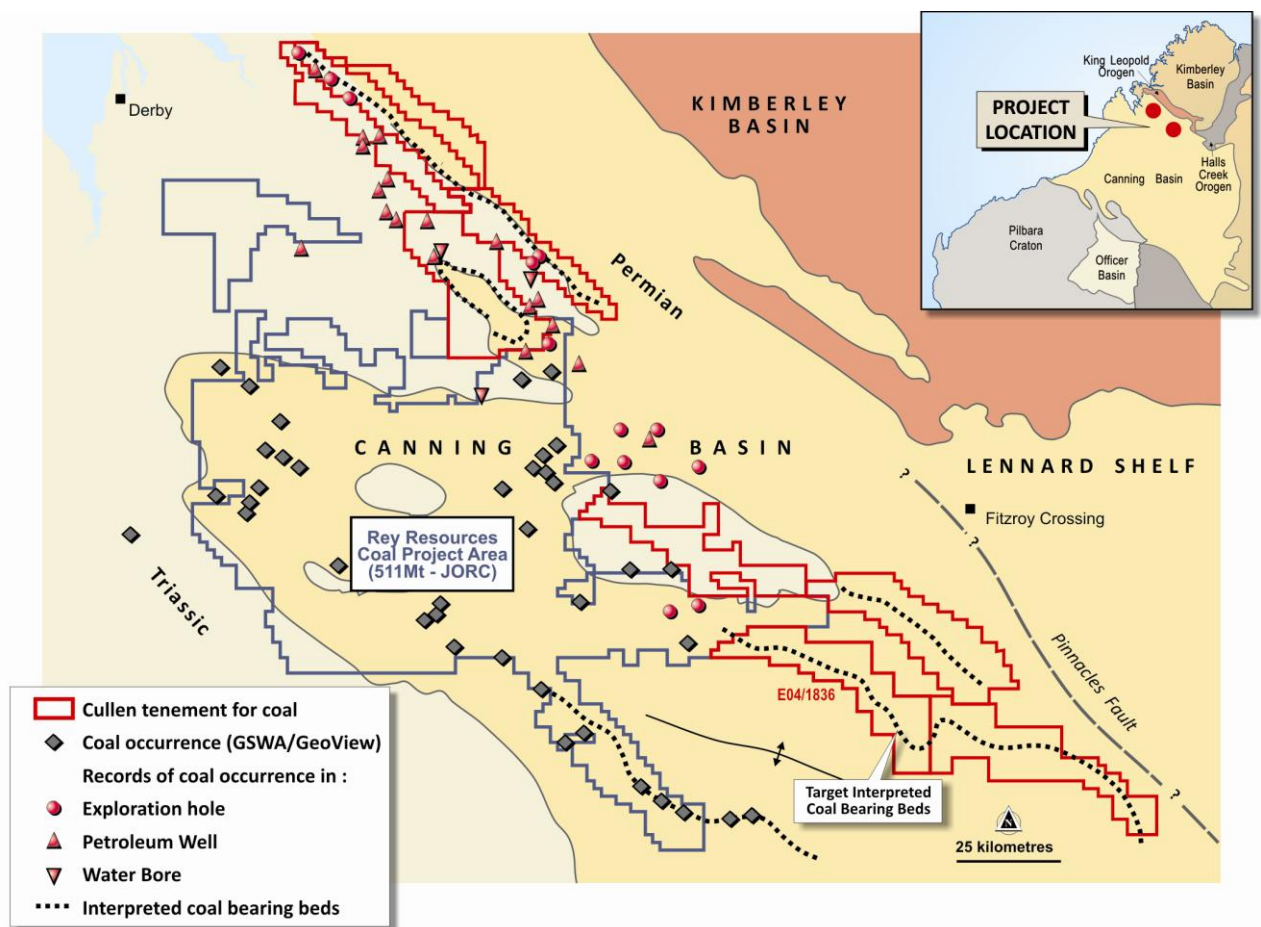 Derby
KIMBERLEY
BASIN
King Leopold
Orogen
Kimberley
Basin
PROJECT
LOCATION
Halls
Creek
Orogen
Canning Basin
Pilbara
Craton
Officer
Basin
Permian
CANNING BASIN
LENNARD SHELF
?
Fitzroy Crossing
?
Rey Resources
Coal Project Area
(511Mt - JORC)
Triassic
Pinnacles Fault
E04/1836
?
Target Interpreted
Coal Bearing Beds
N
25 kilometres
Cullen tenement for coal
Coal occurrence (GSWA/GeoView)
Records of coal occurrence in :
Exploration hole
Petroleum Well
Water Bore
Interpreted coal bearing beds